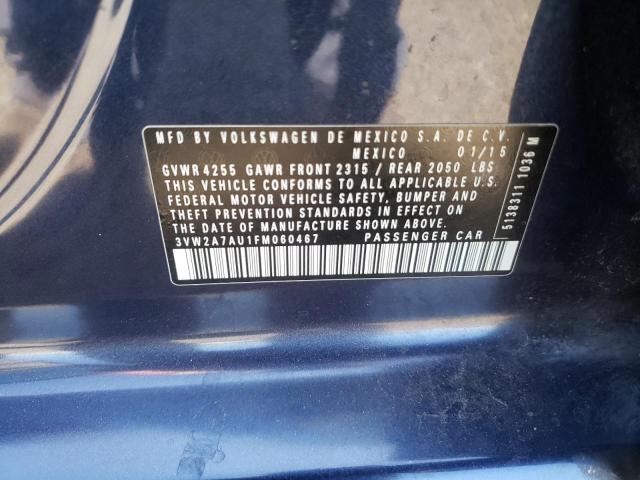 MFD BY VOLKSWAGEN DE MEXICO S.A. DE C.V.
MEXICO 01/15
GVWR 4255 GAWR FRONT 2315 / REAR 2050 LBS
THIS VEHICLE CONFORMS TO ALL APPLICABLE
FEDERAL MOTOR VEHICLE SAFETY, BUMPER AND
THEFT PREVENTION STANDARDS IN EFFECT ON
THE DATE OF MANUFACTURE SHOWN ABOVE.
3VW2A7AU1FM060467 PASSENGER CAR
5138311 1036 M